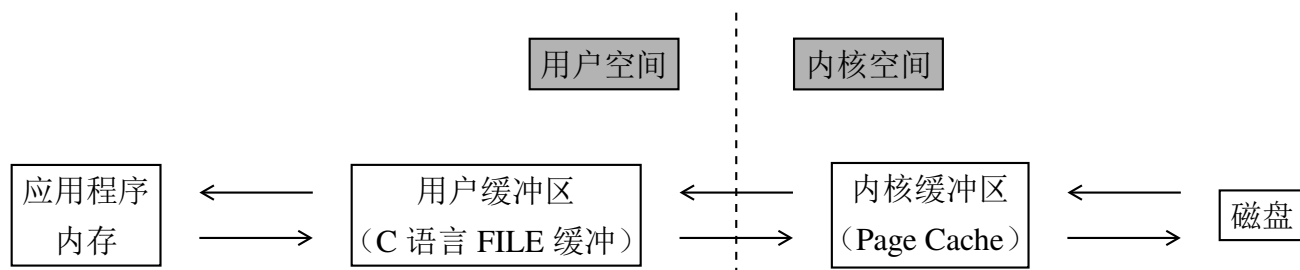 用户空间
内核空间
应用程序
内存
用户缓冲区
（C 语言 FILE 缓冲）
内核缓冲区
（Page Cache）
磁盘